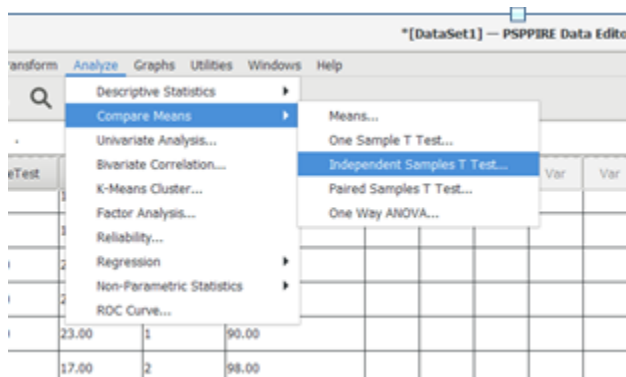 *[DataSet1] — PSPPIRE Data Edito
ansform Analyze Graphs Utilities Windows Help
Descriptive Statistics
Compare Means
Means...
Univariate Analysis...
One Sample T Test...
Bivariate Correlation...
Independent Samples T Test...
eTest
Var Var
K-Means Cluster...
Paired Samples T Test...
Factor Analysis...
One Way ANOVA...
Reliability...
Regression
Non-Parametric Statistics
ROC Curve...
23.00 1 90.00
17.00 2 98.00